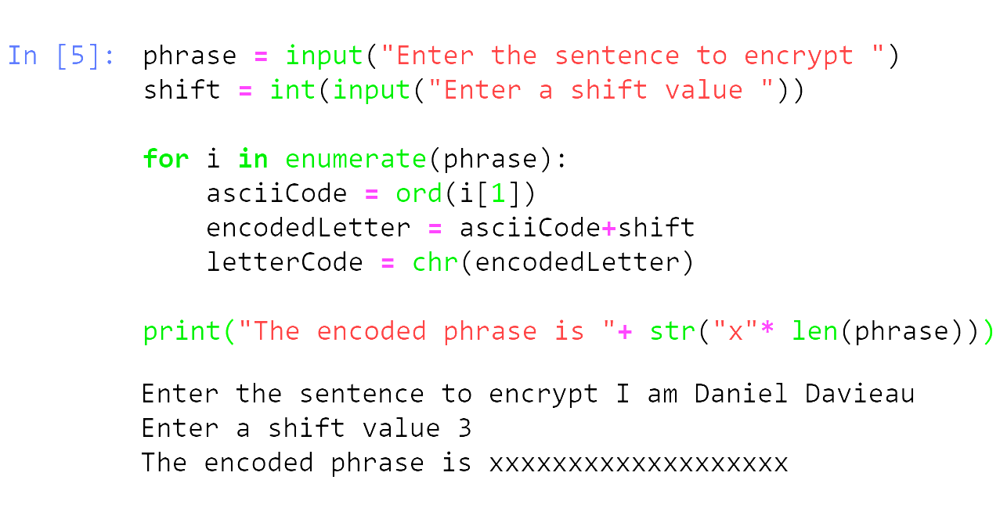 In [5]: phrase = input("Enter the sentence to encrypt ")
shift = int(input("Enter a shift value "))
for i in enumerate(phrase):
    asciiCode = ord(i[1])
    encodedLetter = asciiCode+shift
    letterCode = chr(encodedLetter)
print("The encoded phrase is "+ str("x"* len(phrase)))
Enter the sentence to encrypt I am Daniel Davieau
Enter a shift value 3
The encoded phrase is xxxxxxxxxxxxxxxxxxx